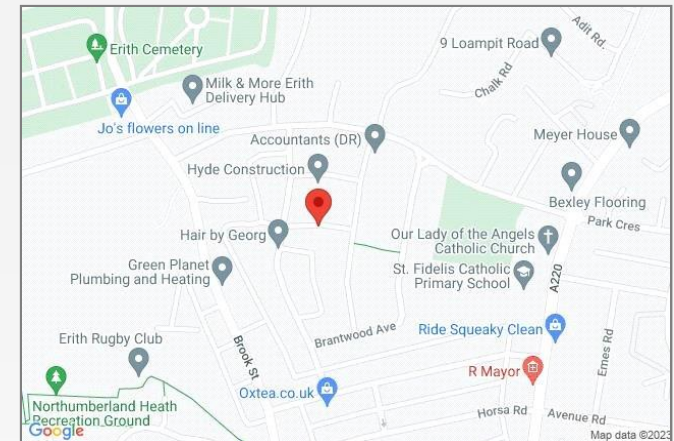 Adit Rd.
9 Loampit Road
Erith Cemetery
Chalk Rd
Milk & More Erith
Delivery Hub
Jo's flowers on line
Accountants (DR)
Meyer House
Hyde Construction
Bexley Flooring
Park Cres
Hair by Georg
Our Lady of the Angels
Catholic Church
Green Planet
Plumbing and Heating
St. Fidelis Catholic
Primary School
A220
Brantwood Ave
Ride Squeaky Clean
Erith Rugby Club
Brook St
Emes Rd
R Mayor
Oxtea.co.uk
Northumberland Heath
Recreation Ground
Horsa Rd
Avenue Rd
Google
Map data ©2023